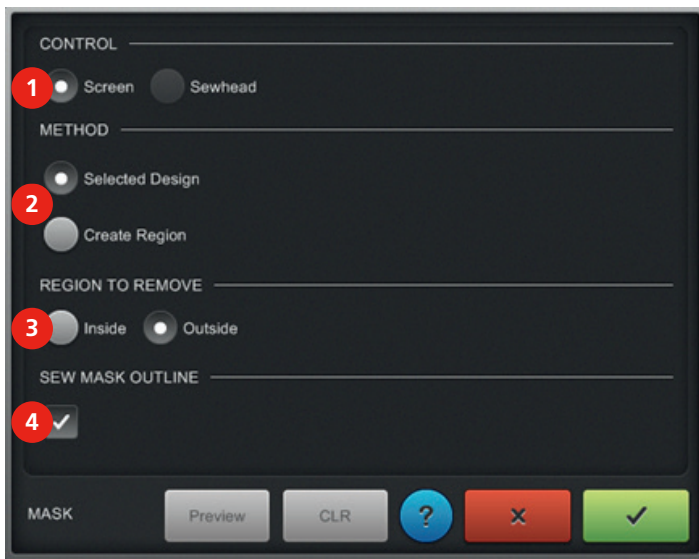 CONTROL
1 Screen Sewhead
METHOD
Selected Design
2
Create Region
REGION TO REMOVE
3 Inside Outside
SEW MASK OUTLINE
4
MASK Preview CLR ?